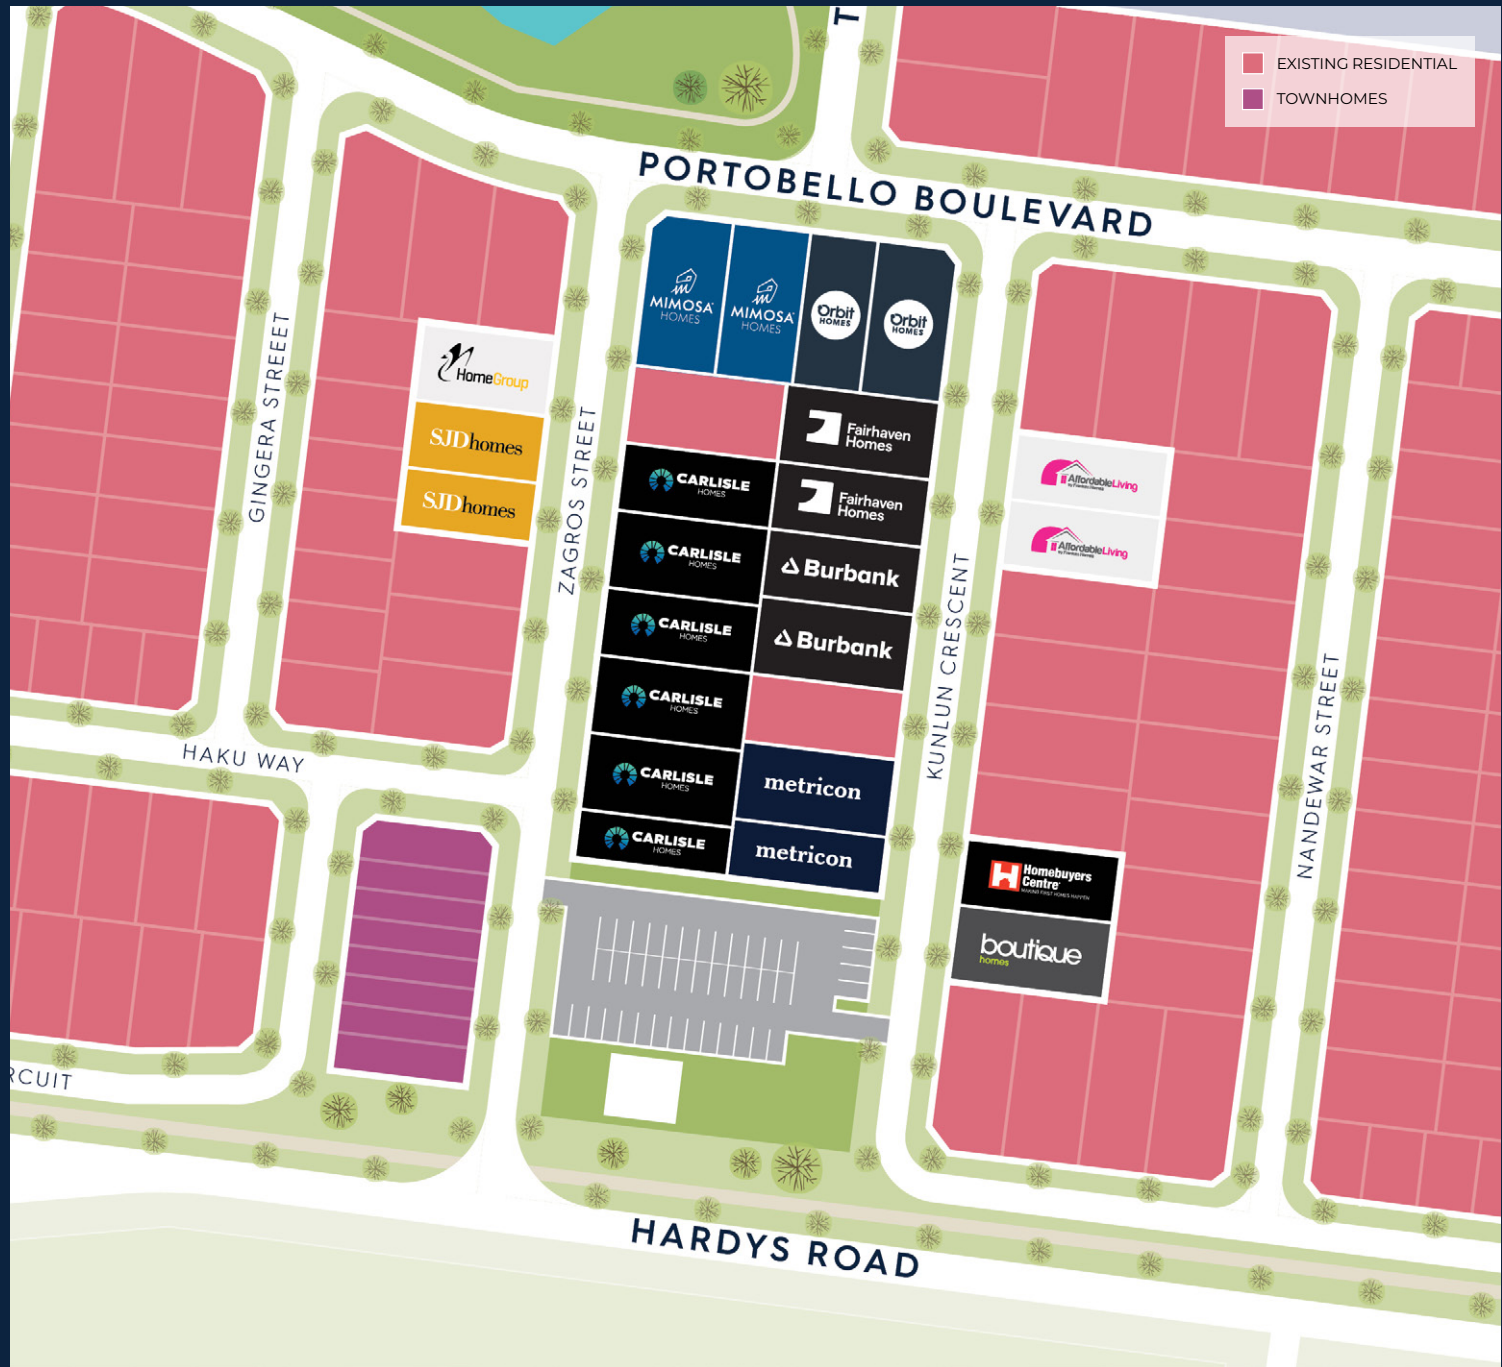 T
EXISTING RESIDENTIAL
TOWNHOMES
PORTOBELLO BOULEVARD
MIMOSA
HOMES
MIMOSA
HOMES
Orbit
HOMES
Orbit
HOMES
GINGERA STREEET
HomeGroup
SJDhomes
SJDhomes
ZAGROS STREET
Fairhaven
Homes
CARLISLE
HOMES
Fairhaven
Homes
CARLISLE
HOMES
Burbank
CARLISLE
HOMES
Burbank
CARLISLE
HOMES
CARLISLE
HOMES
metricon
CARLISLE
HOMES
metricon
KUNLUN CRESCENT
AffordableLiving
AffordableLiving
NANDEWAR STREET
Homebuyers
Centre
boutique
homes
HAKU WAY
RCUIT
HARDYS ROAD